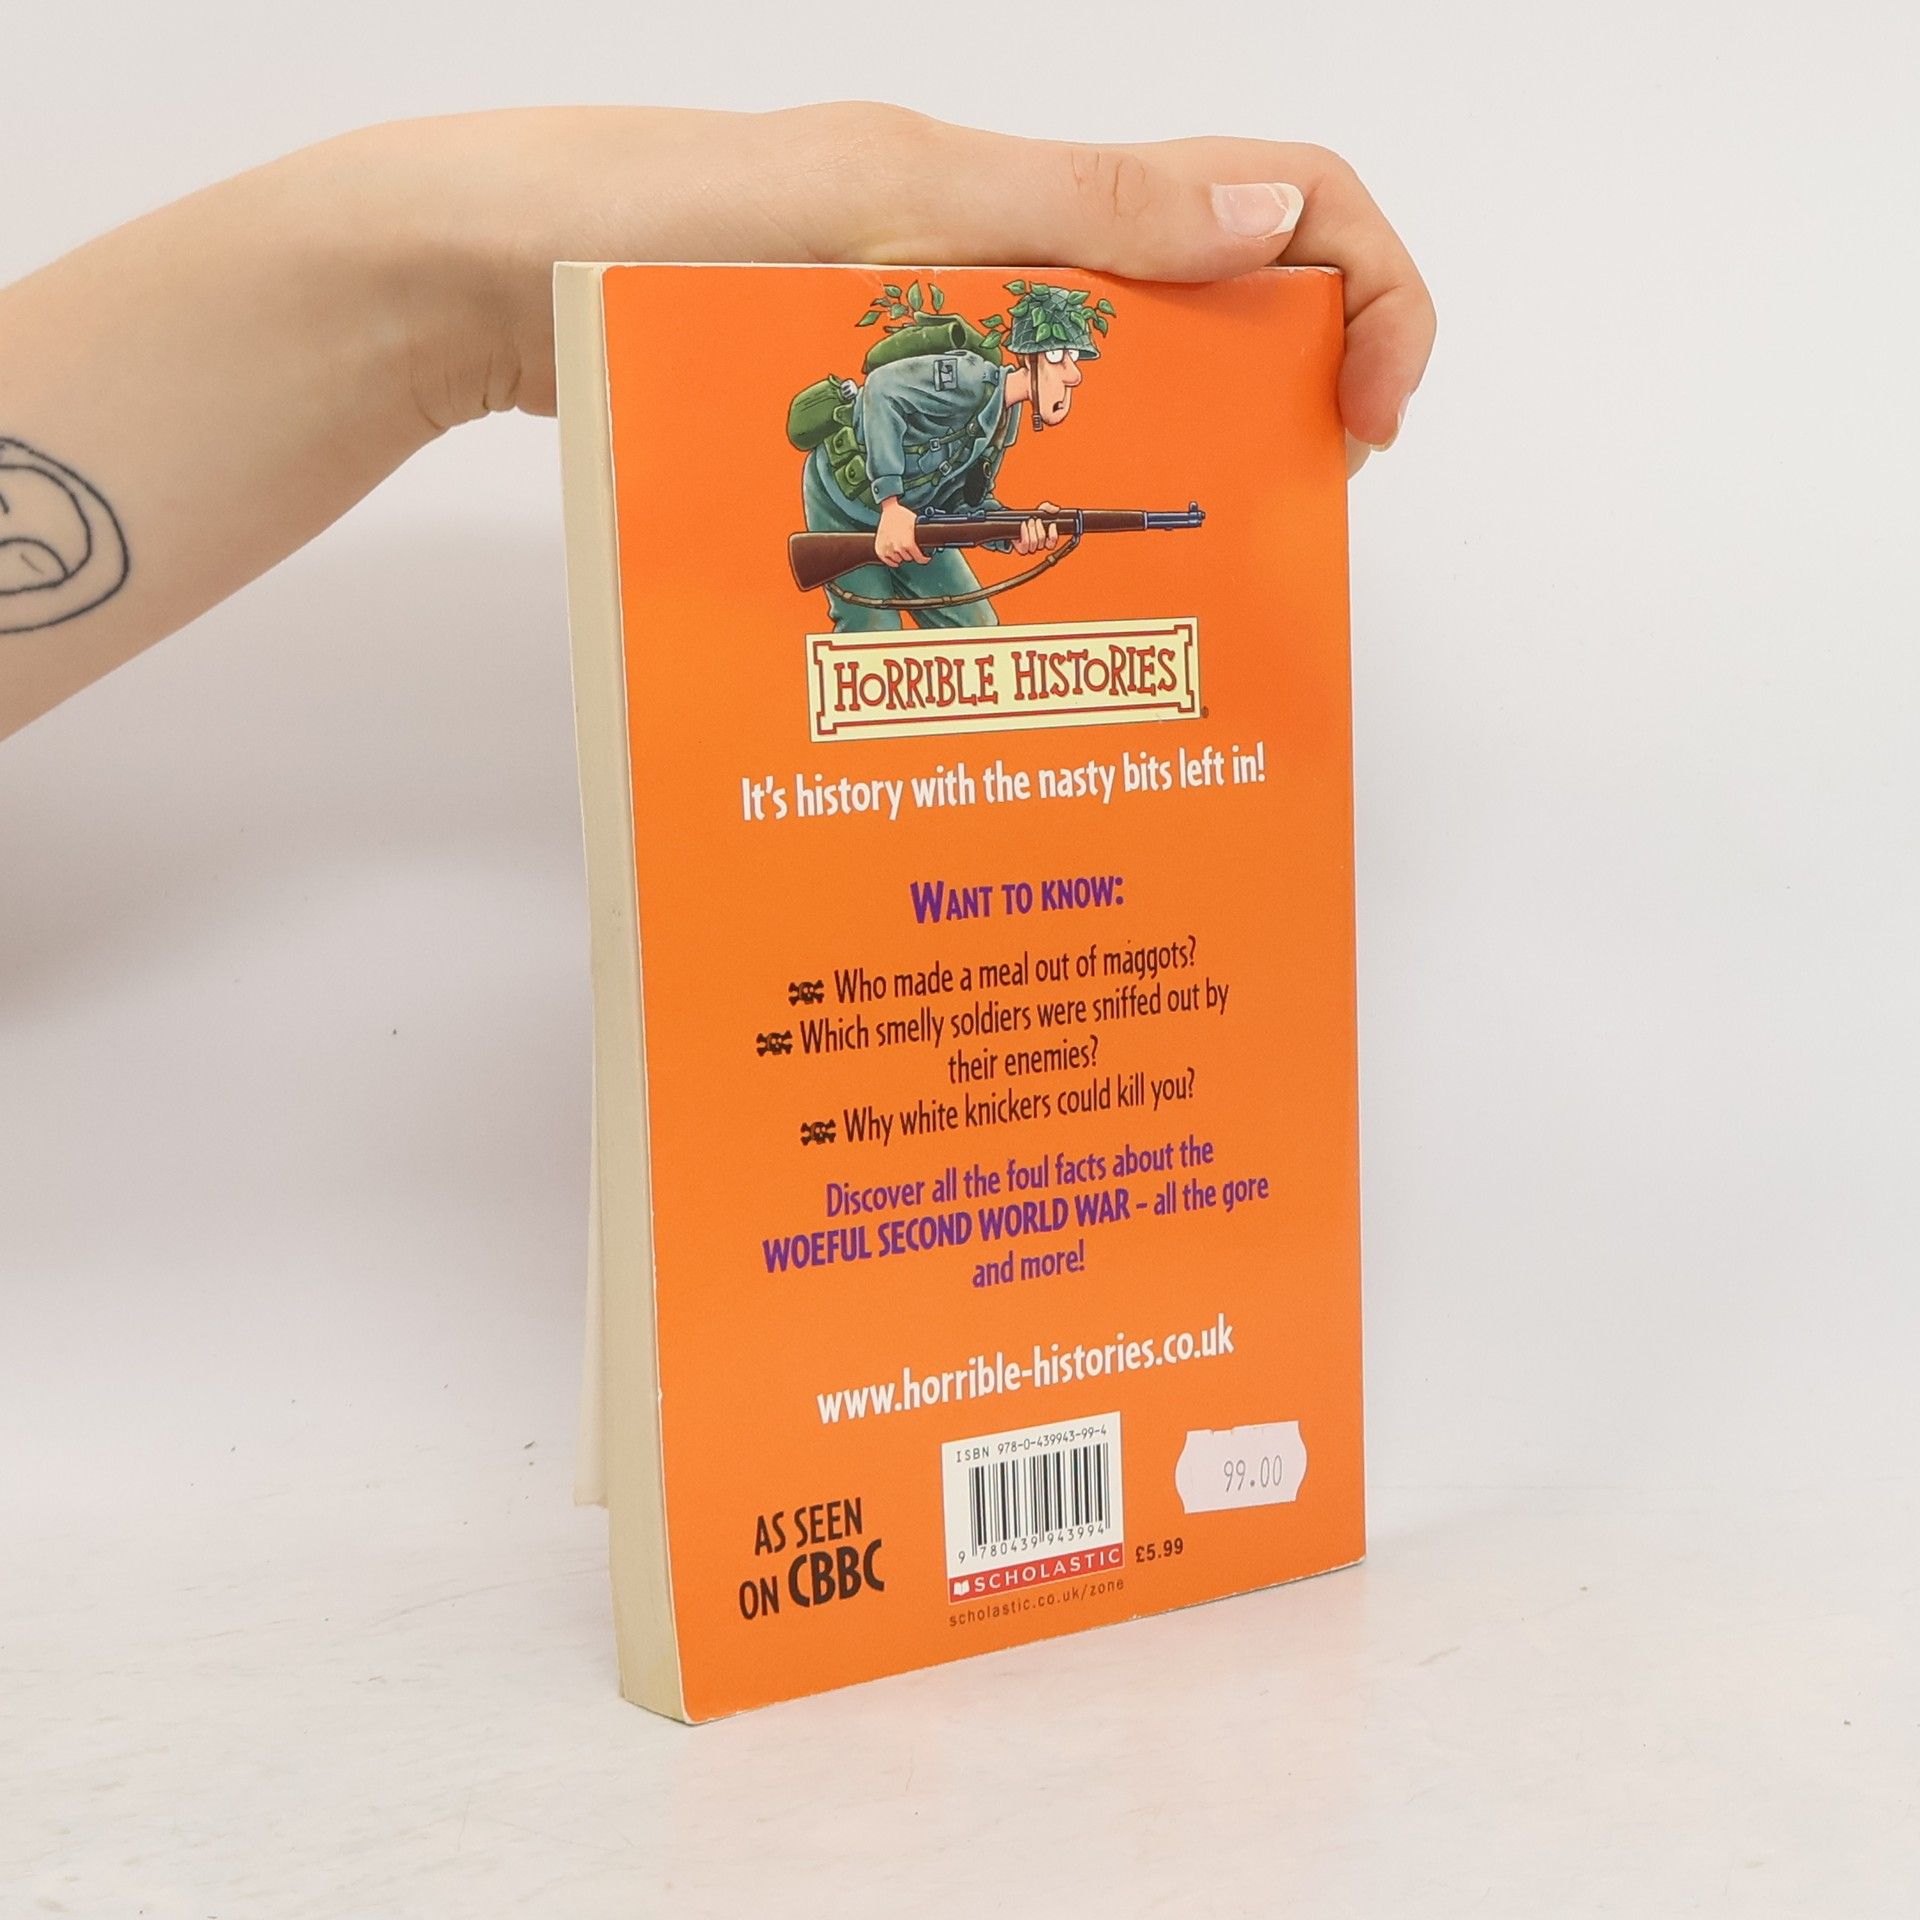 HORRIBLE HISTORIES®
It's history with the nasty bits left in!
WANT TO KNOW:
Who made a meal out of maggots?
Which smelly soldiers were sniffed out by
their enemies?
Why white knickers could kill you?
Discover all the foul facts about the
WOEFUL SECOND WORLD WAR – all the gore
and more!
www.horrible-histories.co.uk
AS SEEN
ON CBBC
ISBN 978-0-439943-99-4
9 780439 943994
SCHOLASTIC
scholastic.co.uk/zone
£5.99
99.00